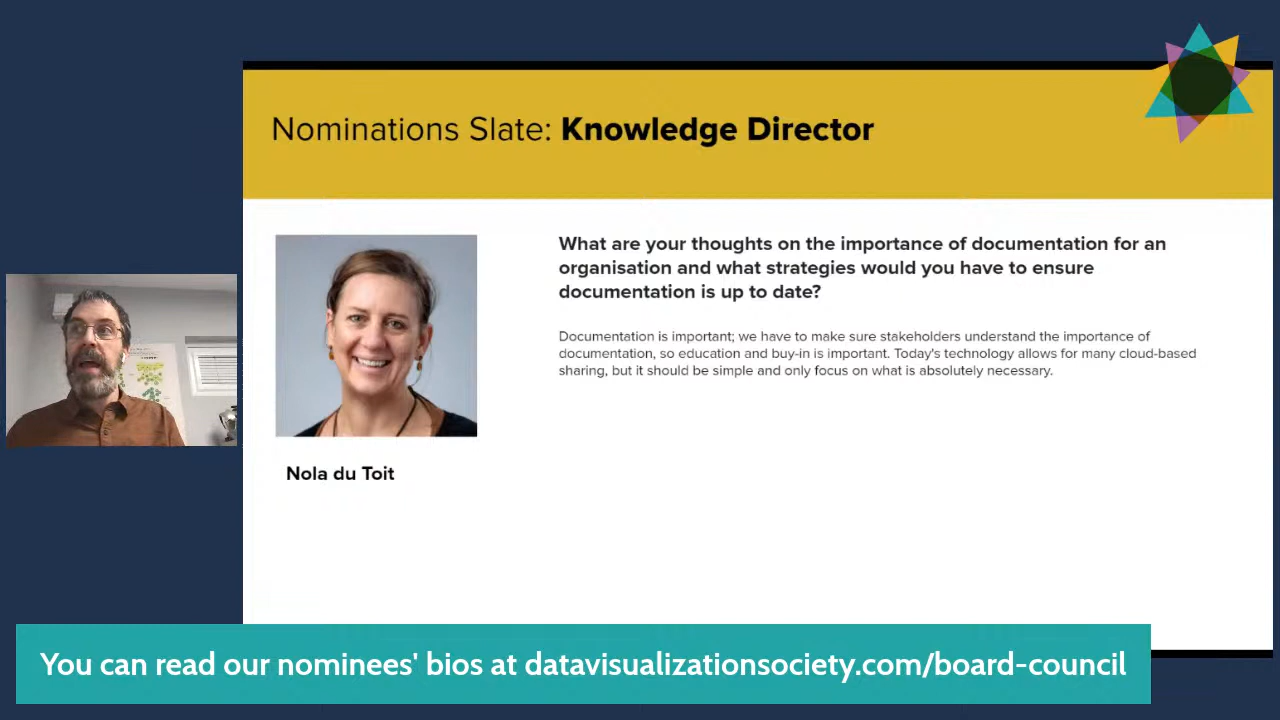 Nominations Slate: Knowledge Director
What are your thoughts on the importance of documentation for an
organisation and what strategies would you have to ensure
documentation is up to date?
Documentation is important; we have to make sure stakeholders understand the importance of
documentation, so education and buy-in is important. Today's technology allows for many cloud-based
sharing, but it should be simple and only focus on what is absolutely necessary.
Nola du Toit
You can read our nominees' bios at datavisualizationsociety.com/board-council